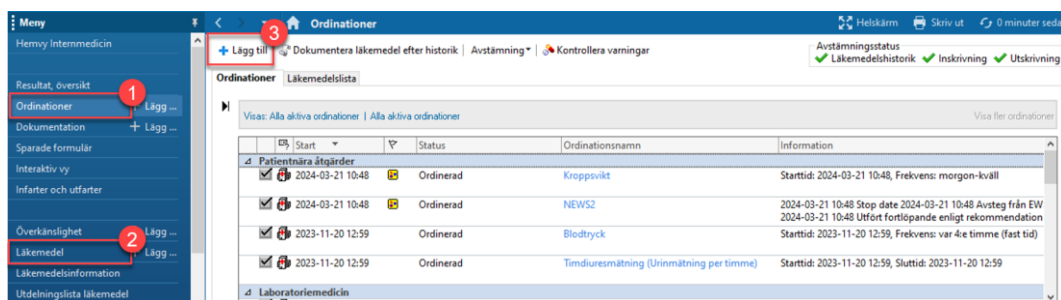 Meny
Ordinationer
Helskärm
Skriv ut
0 minuter seda
Hemvy Internmedicin
3
Lägg till
Dokumentera läkemedel efter historik
Avstämning
Kontrollera varningar
Avstämningsstatus
Läkemedelshistorik
Inskrivning
Utskrivning
Resultat, översikt
1
Ordinationer
Lägg ...
Dokumentation
Lägg ...
Sparade formulär
Interaktiv vy
Infarter och utfarter
Överkänslighet
Lägg ...
2
Läkemedel
Lägg ...
Läkemedelsinformation
Utdelningslista läkemedel
Ordinationer
Läkemedelslista
Visas: Alla aktiva ordinationer | Alla aktiva ordinationer
Visa fler ordinationer
Start
Status
Ordinationsnamn
Information
Patientnära åtgärder
2024-03-21 10:48 Ordinerad Kroppsvikt Starttid: 2024-03-21 10:48, Frekvens: morgon-kväll
2024-03-21 10:48 Ordinerad NEWS2 2024-03-21 10:48 Stop date 2024-03-21 10:48 Avsteg från EW
2024-03-21 10:48 Utfört fortlöpande enligt rekommendation
2023-11-20 12:59 Ordinerad Blodtryck Starttid: 2023-11-20 12:59, Frekvens: var 4:e timme (fast tid)
2023-11-20 12:59 Ordinerad Timdiuresmätning (Urinmätning per timme) Starttid: 2023-11-20 12:59, Sluttid: 2023-11-20 12:59
Laboratoriemedicin